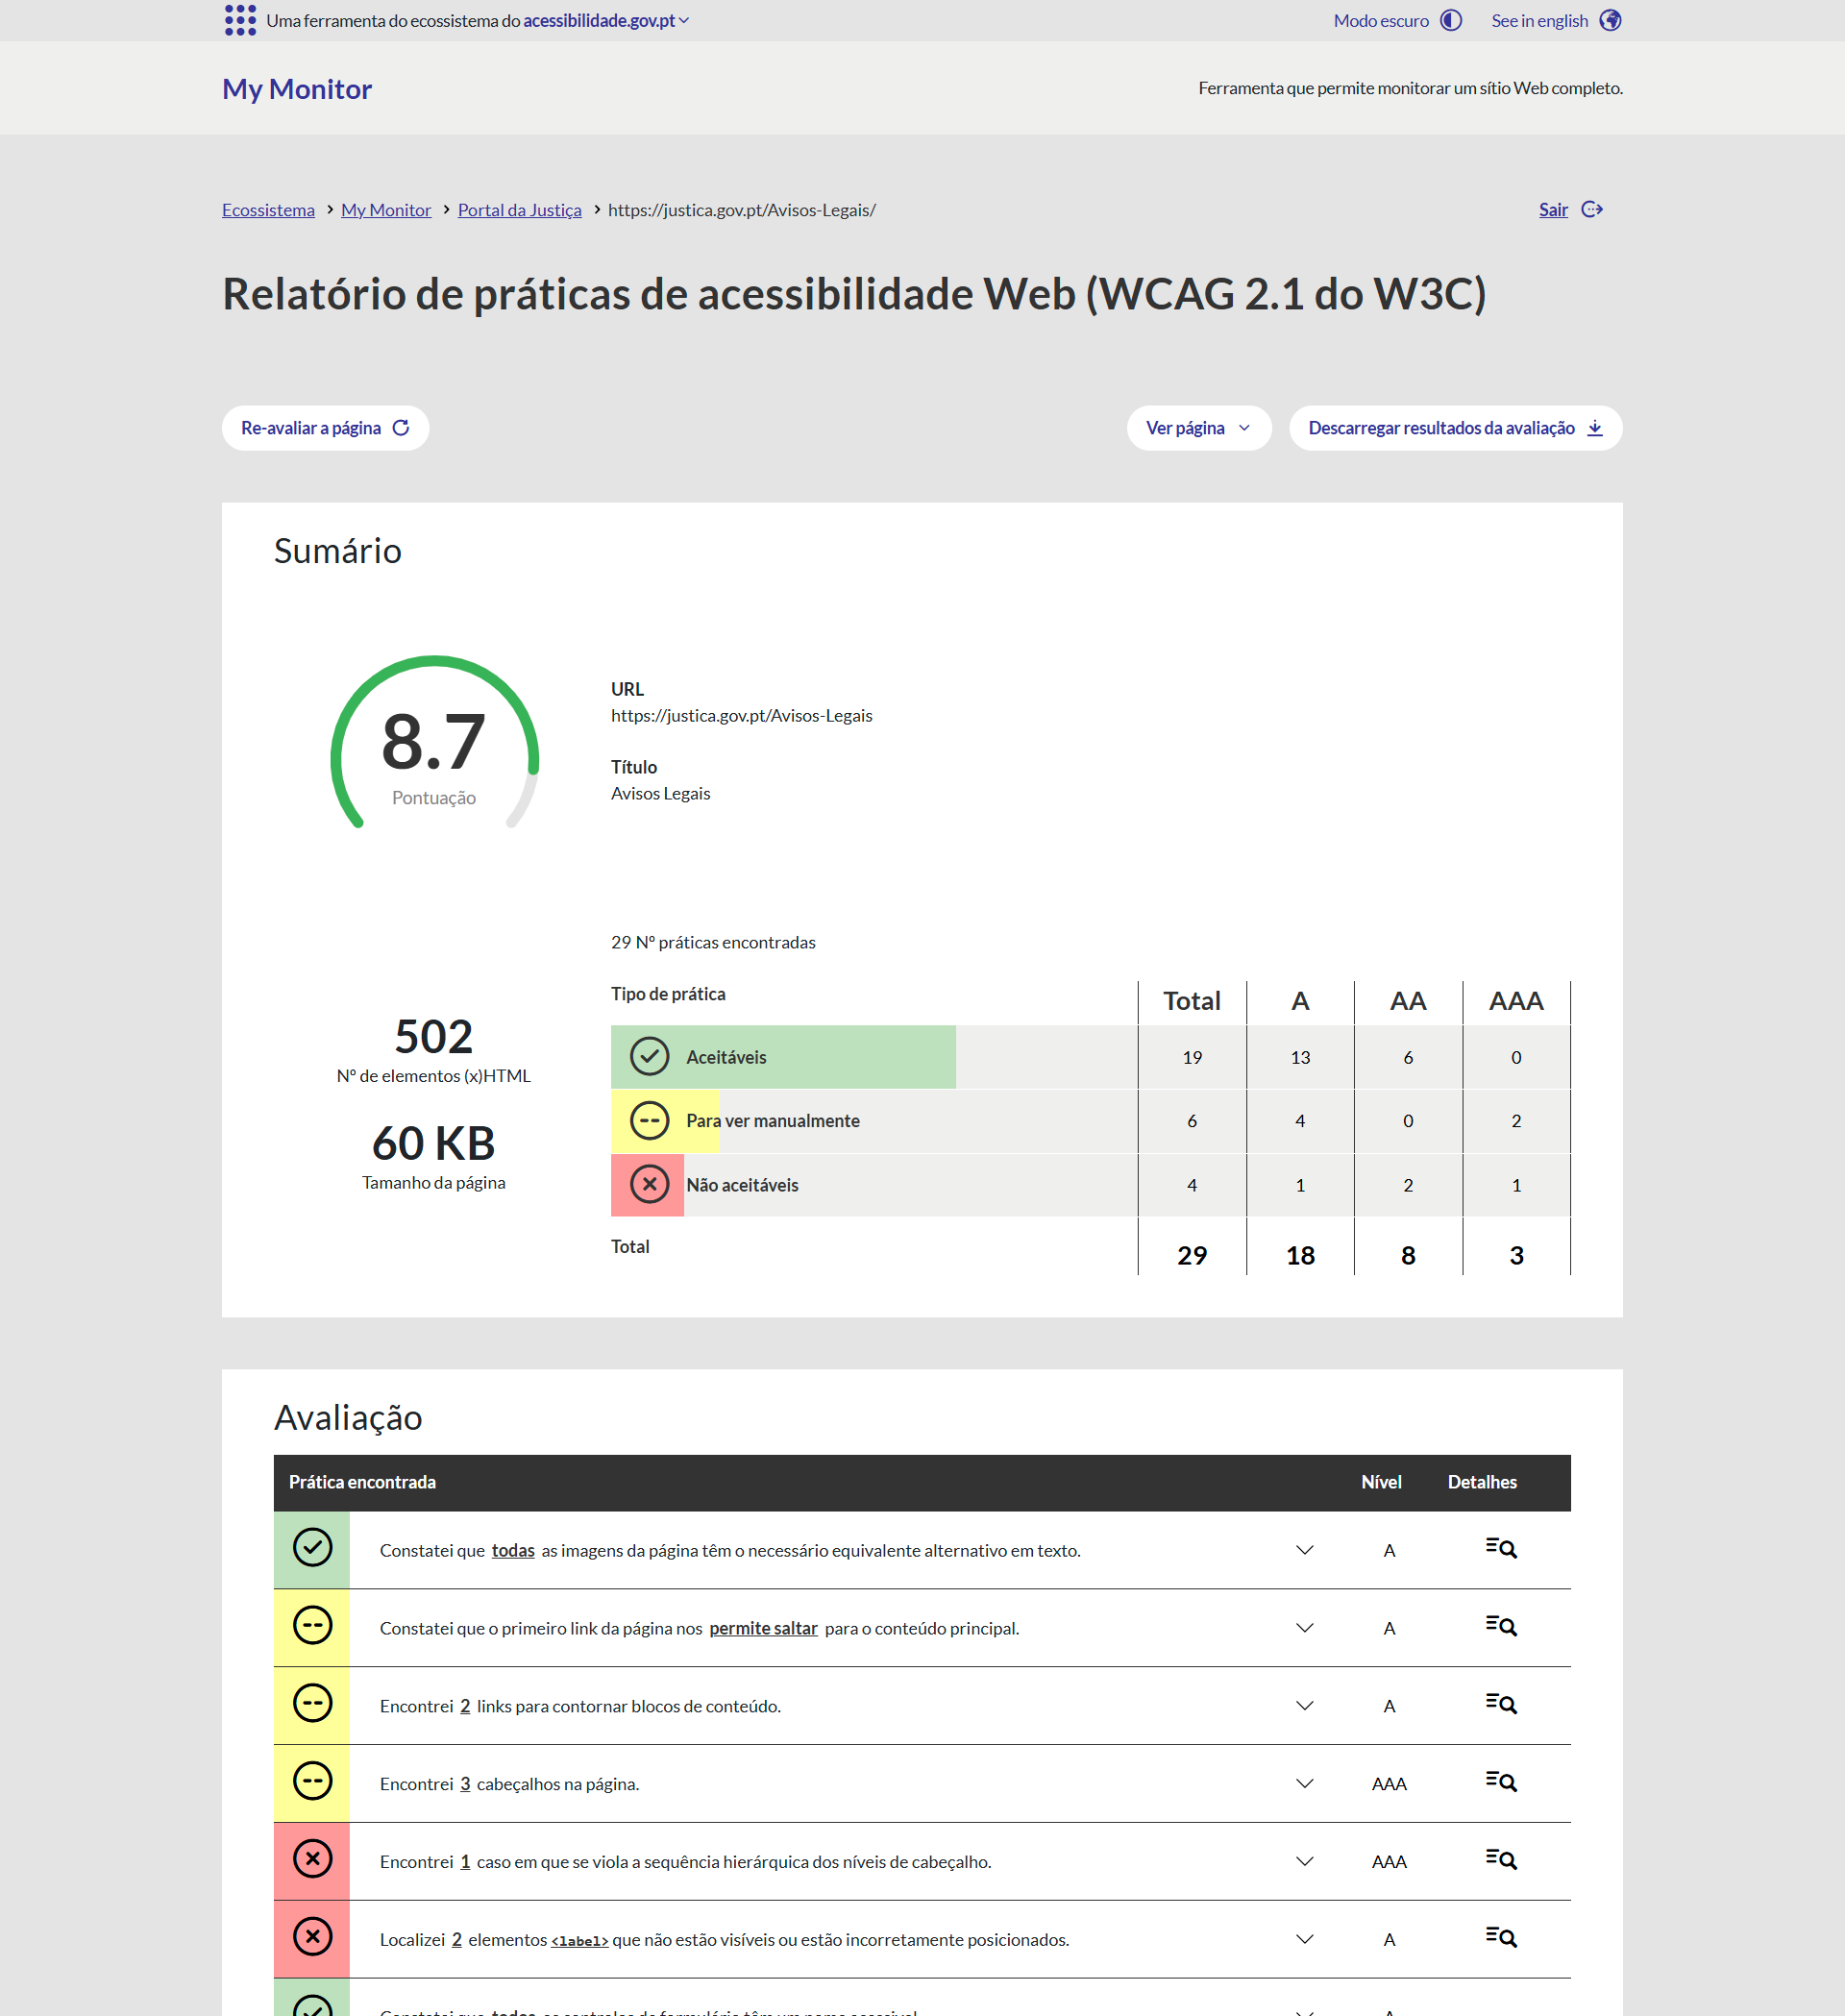 Uma ferramenta do ecossistema do acessibilidade.gov.pt
Modo escuro
See in english
My Monitor
Ferramenta que permite monitorar um sítio Web completo.
Ecossistema > My Monitor > Portal da Justiça > https://justica.gov.pt/Avisos-Legais/
Sair
Relatório de práticas de acessibilidade Web (WCAG 2.1 do W3C)
Re-avaliar a página
Ver página
Descarregar resultados da avaliação
Sumário
8.7
Pontuação
URL
https://justica.gov.pt/Avisos-Legais
Título
Avisos Legais
502
Nº de elementos (x)HTML
60 KB
Tamanho da página
29 Nº práticas encontradas
Tipo de prática Total A AA AAA
Aceitáveis 19 13 6 0
Para ver manualmente 6 4 0 2
Não aceitáveis 4 1 2 1
Total 29 18 8 3
Avaliação
Prática encontrada Nível Detalhes
Constatei que todas as imagens da página têm o necessário equivalente alternativo em texto. A
Constatei que o primeiro link da página nos permite saltar para o conteúdo principal. A
Encontrei 2 links para contornar blocos de conteúdo. A
Encontrei 3 cabeçalhos na página. AAA
Encontrei 1 caso em que se viola a sequência hierárquica dos níveis de cabeçalho. AAA
Localizei 2 elementos <label> que não estão visíveis ou estão incorretamente posicionados. A